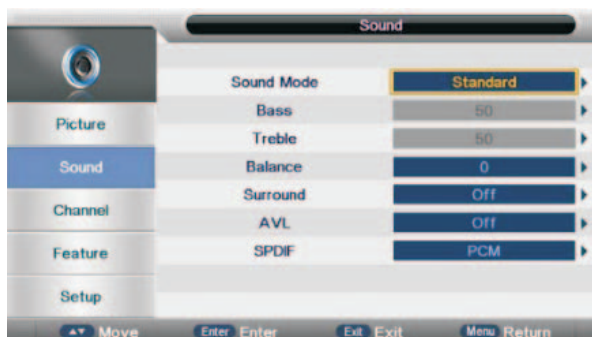 Sound
Sound Mode Standard
Bass 50
Treble 50
Balance 0
Surround Off
AVL Off
SPDIF PCM
Picture
Sound
Channel
Feature
Setup
Move Enter Enter Exit Exit Menu Return